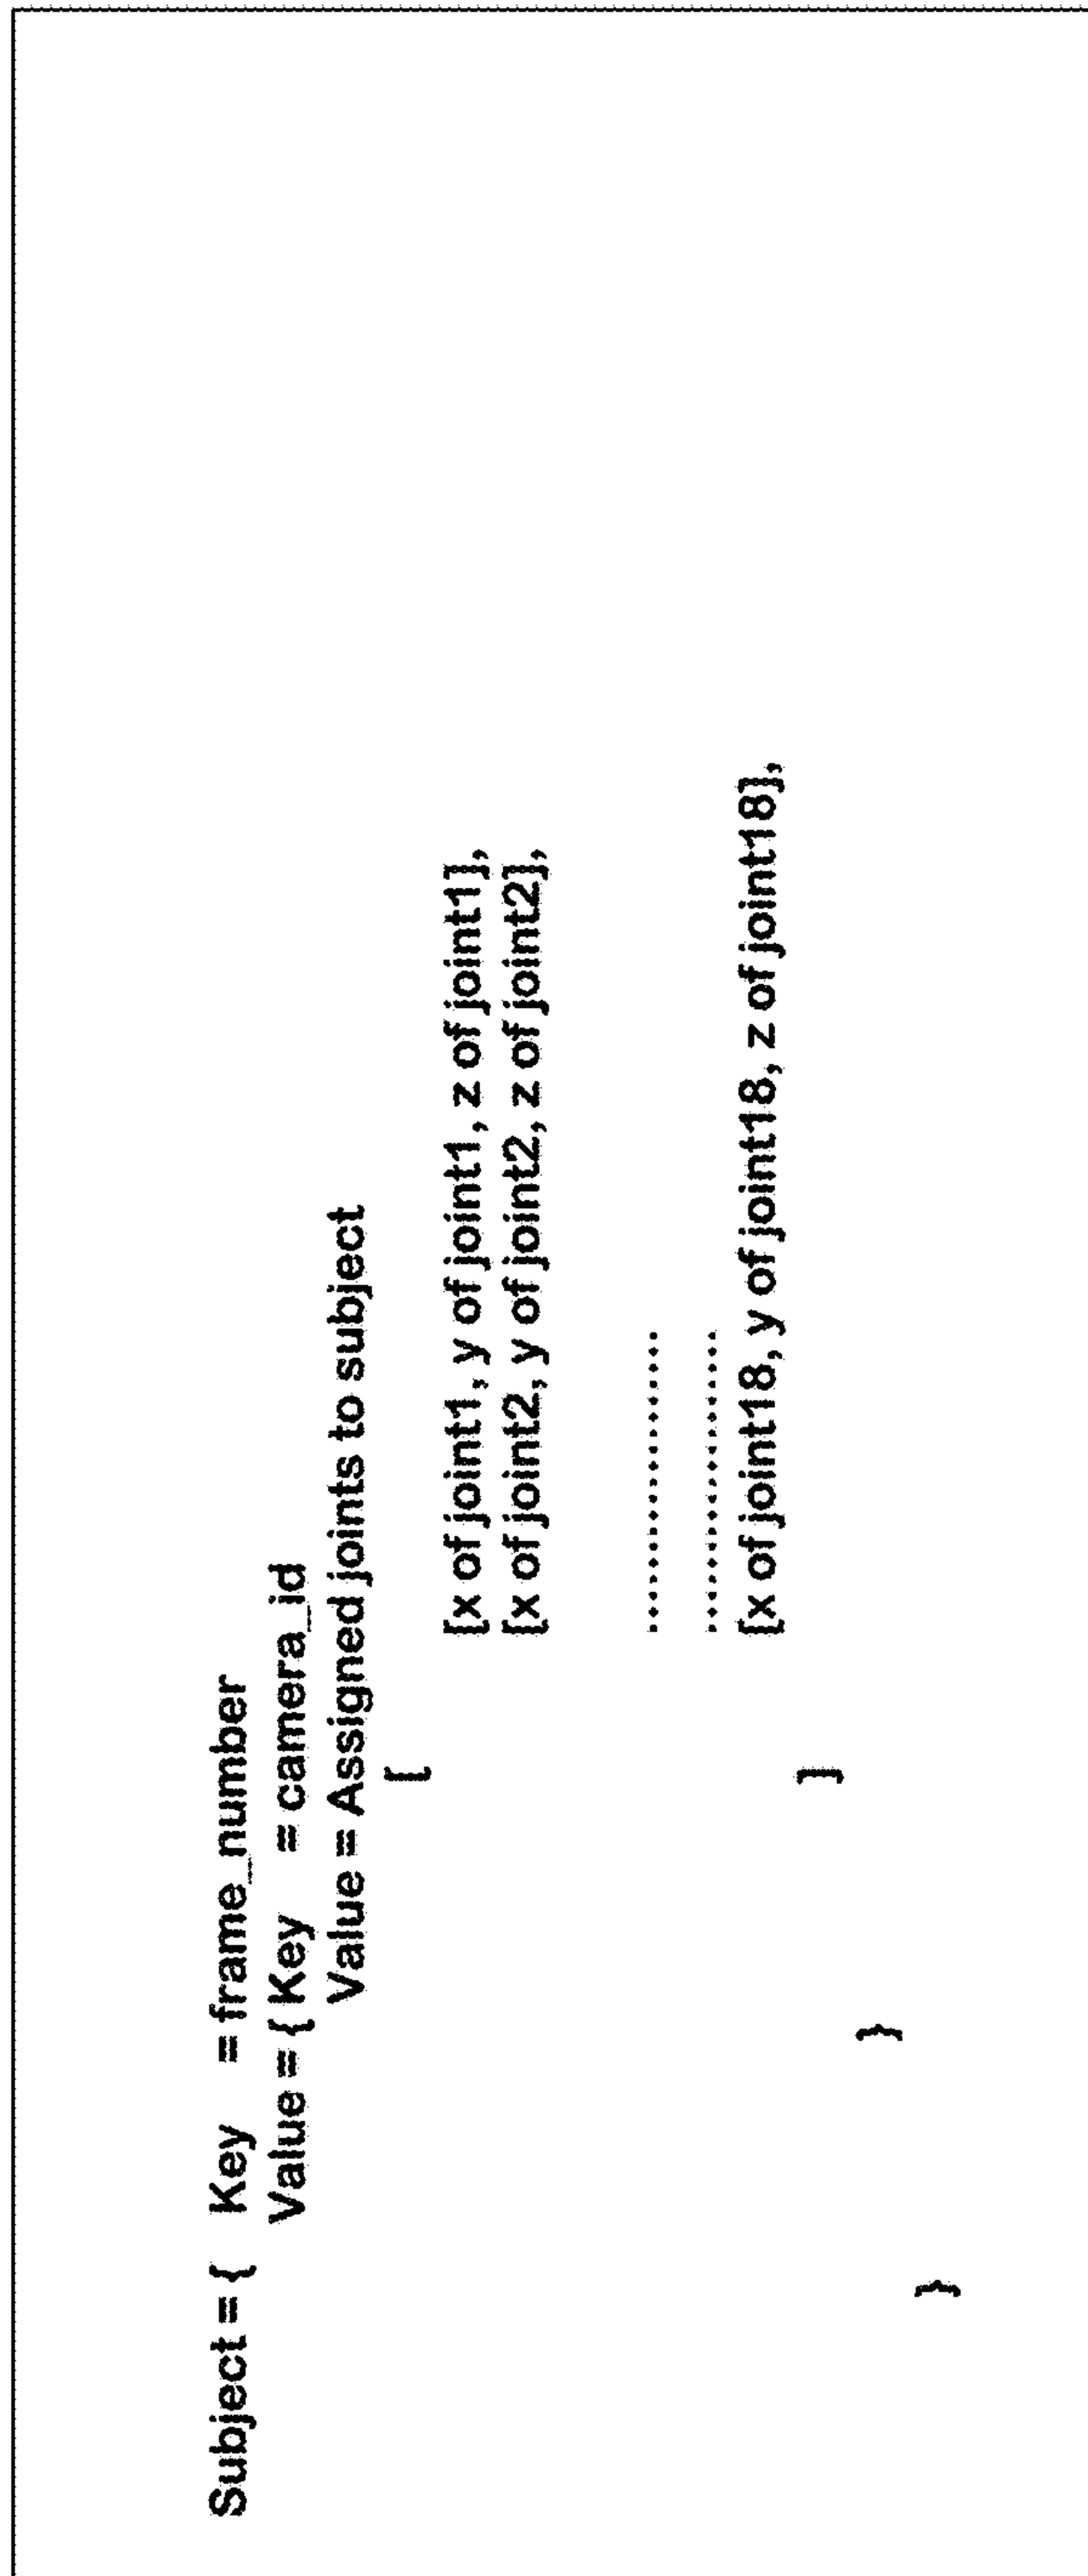 Subject = { Key = frame_number
Value = { Key = camera_id
Value = Assigned joints to subject
[
[x of joint1, y of joint1, z of joint1],
[x of joint2, y of joint2, z of joint2],
...................
...................
[x of joint18, y of joint18, z of joint18],
]
}
}